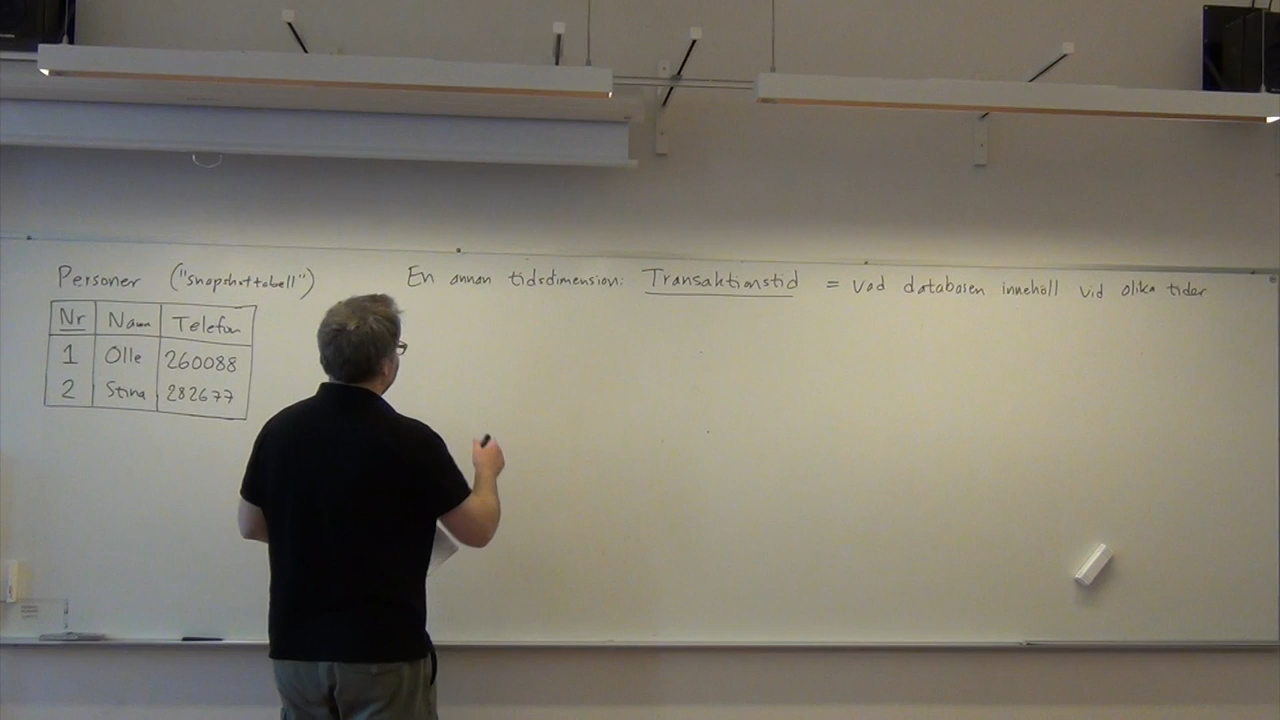 Personer ("snapshottabell")
Nr Namn Telefon
1 Olle 260088
2 Stina 282677
En annan tidsdimension: Transaktionstid = vad databasen innehöll vid olika tider